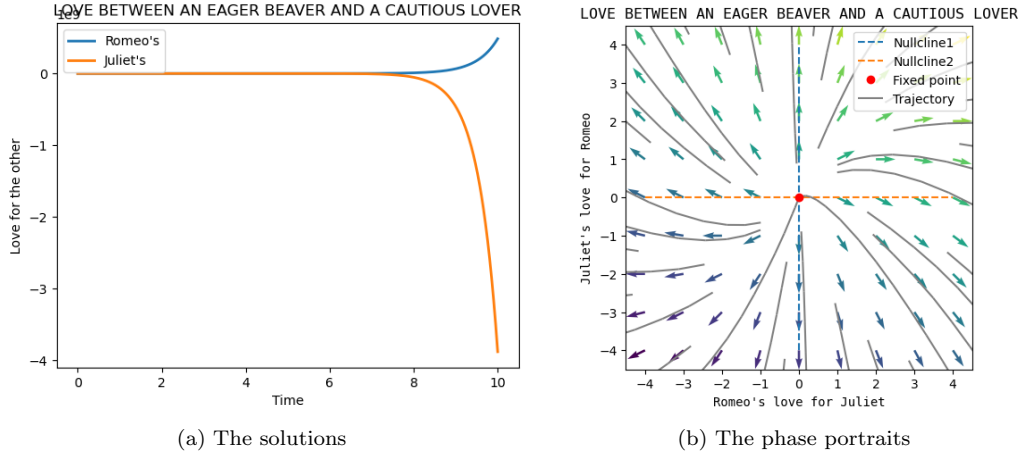 LOVE BETWEEN AN EAGER BEAVER AND A CAUTIOUS LOVER
1e9
Romeo's
Juliet's
0
−1
−2
−3
−4
Love for the other
0
2
4
6
8
10
Time
(a) The solutions
LOVE BETWEEN AN EAGER BEAVER AND A CAUTIOUS LOVER
Nullcline1
Nullcline2
Fixed point
Trajectory
4
3
2
1
0
−1
−2
−3
−4
Juliet's love for Romeo
−4
−3
−2
−1
0
1
2
3
4
Romeo's love for Juliet
(b) The phase portraits